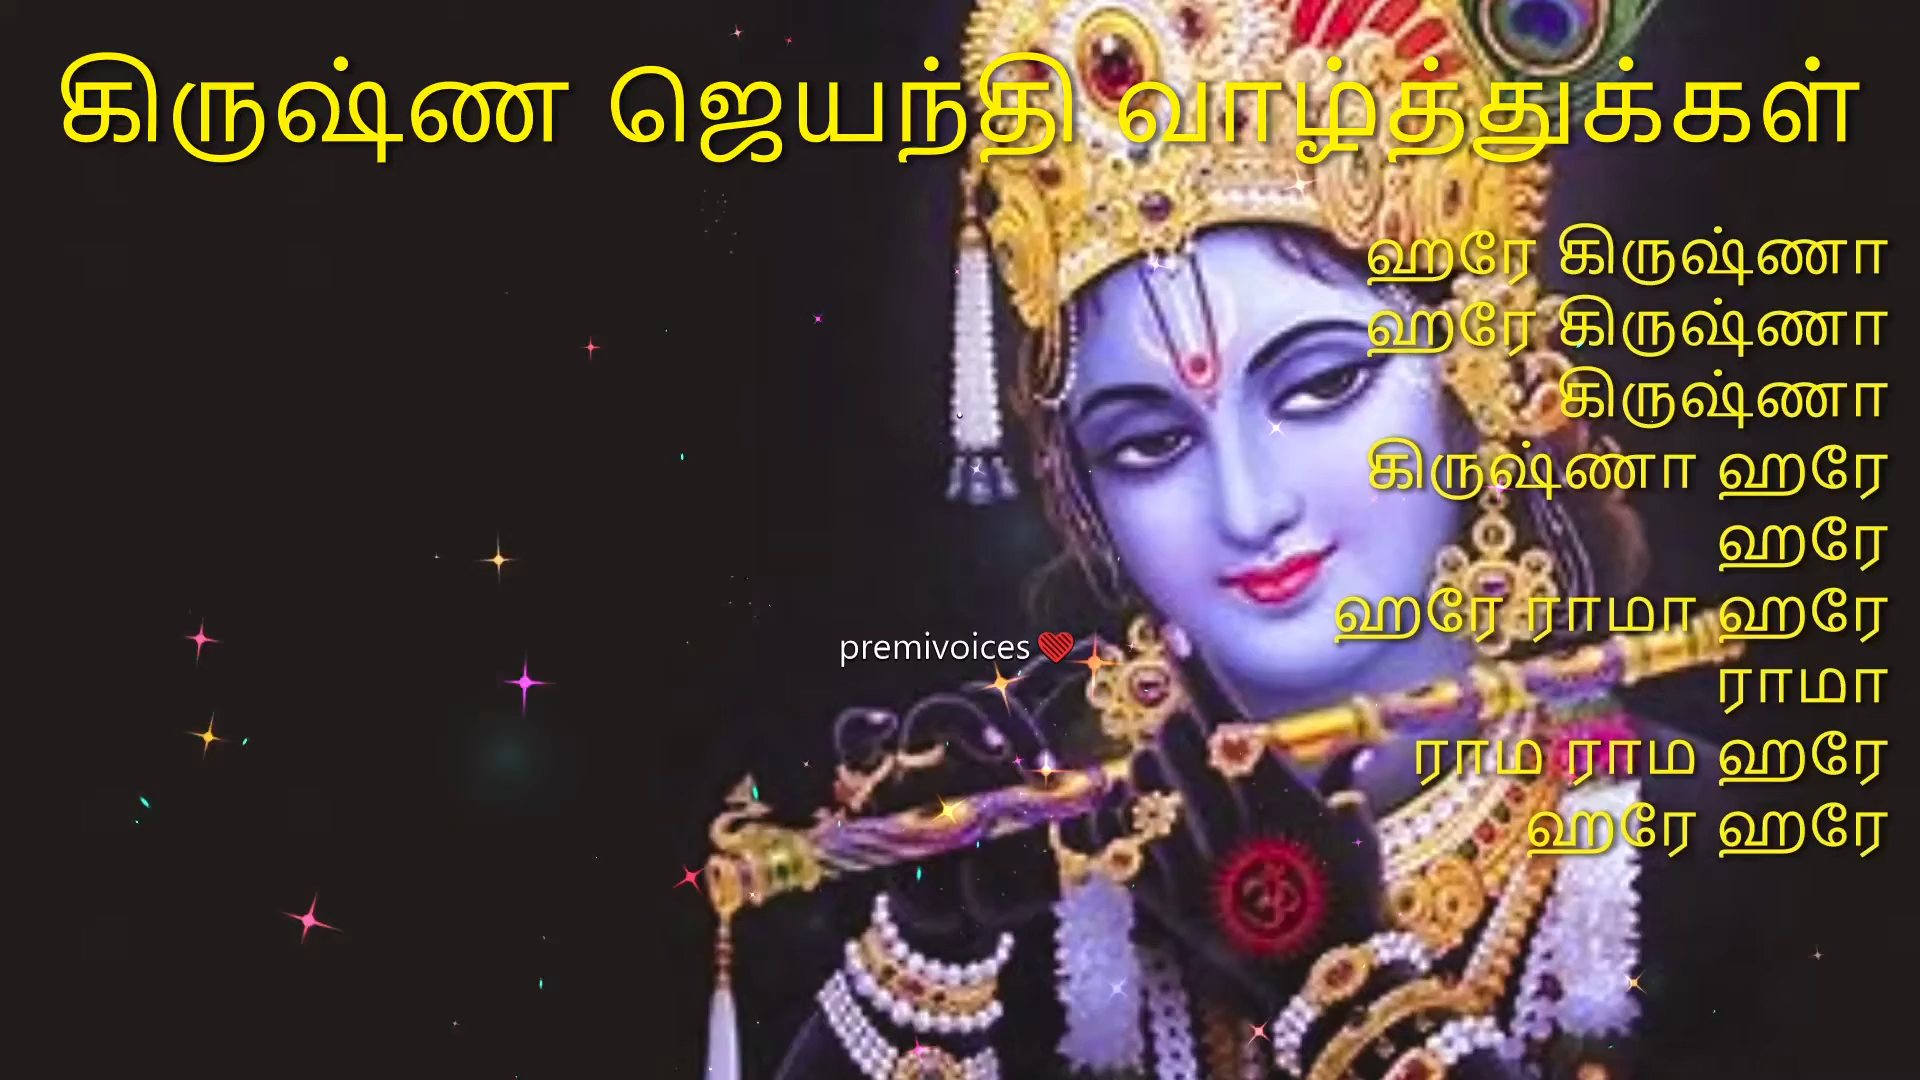 கிருஷ்ண ஜெயந்தி வாழ்த்துக்கள்
ஹரே கிருஷ்ணா
ஹரே கிருஷ்ணா
கிருஷ்ணா
கிருஷ்ணா ஹரே
ஹரே
ஹரே ராமா ஹரே
ராமா
ராம ராம ஹரே
ஹரே ஹரே
premivoices
ॐ